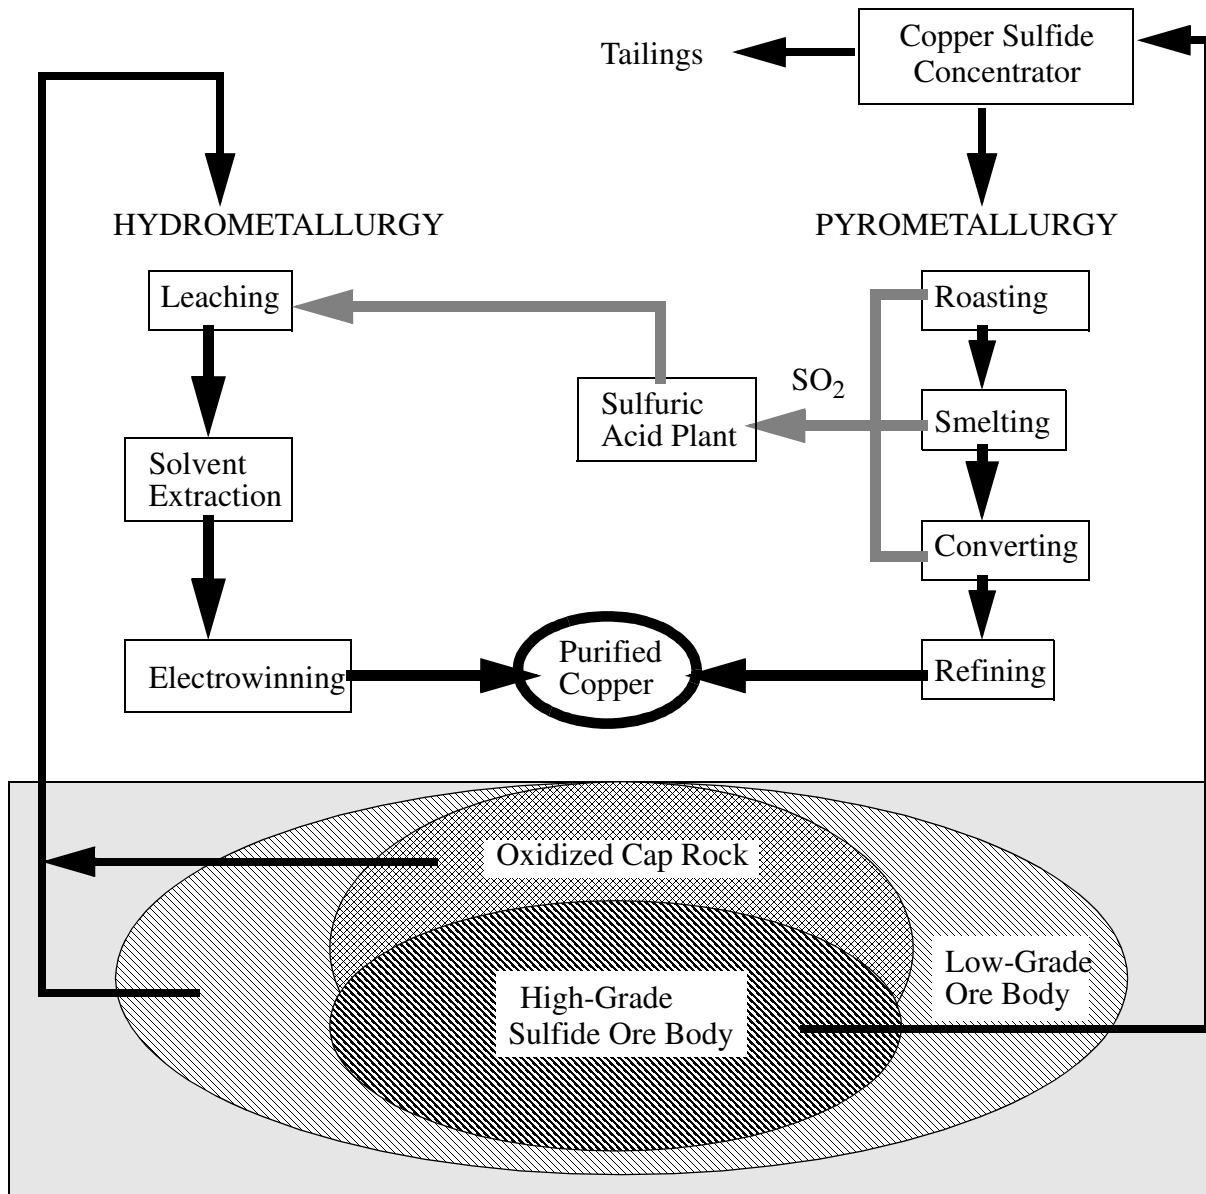 Tailings
Copper Sulfide
Concentrator
HYDROMETALLURGY
PYROMETALLURGY
Leaching
Roasting
SO2
Sulfuric
Acid Plant
Smelting
Solvent
Extraction
Converting
Electrowinning
Purified
Copper
Refining
Oxidized Cap Rock
Low-Grade
Ore Body
High-Grade
Sulfide Ore Body